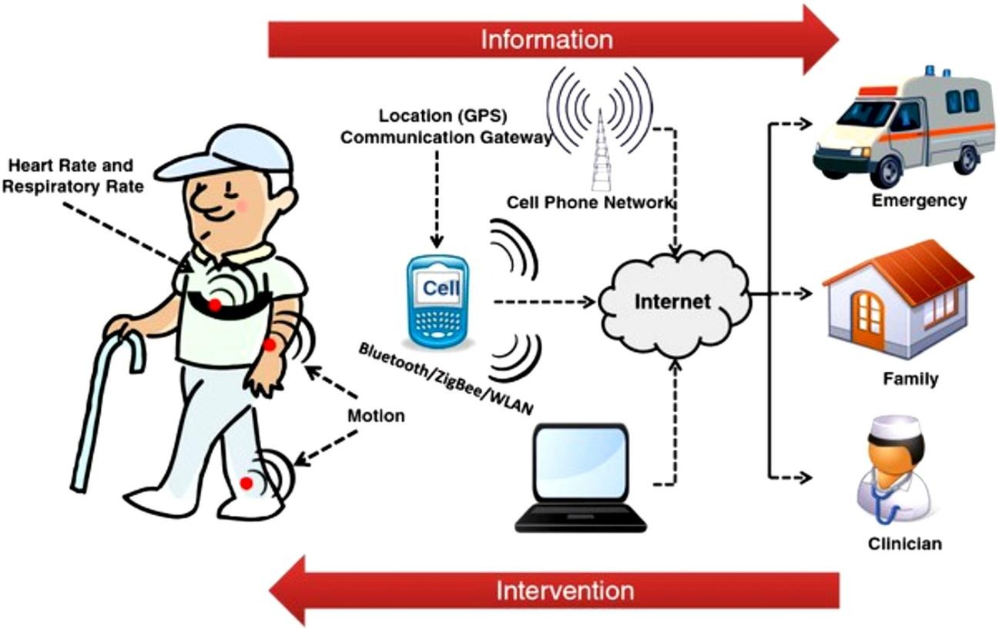 Information
Location (GPS)
Communication Gateway
Heart Rate and
Respiratory Rate
Cell Phone Network
Emergency
Cell
Internet
Bluetooth/ZigBee/WLAN
Family
Motion
Clinician
Intervention